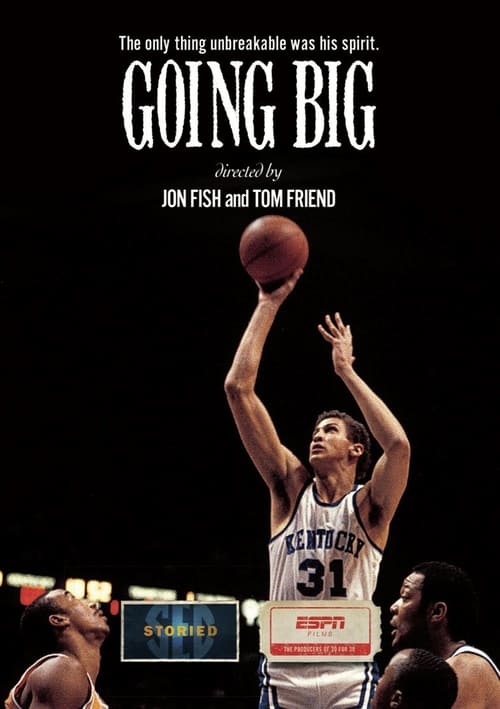 The only thing unbreakable was his spirit.
GOING BIG
directed by
JON FISH and TOM FRIEND
KENTUCKY
31
SEC
STORIED
ESPN
FILMS
THE PRODUCERS OF 30 FOR 30